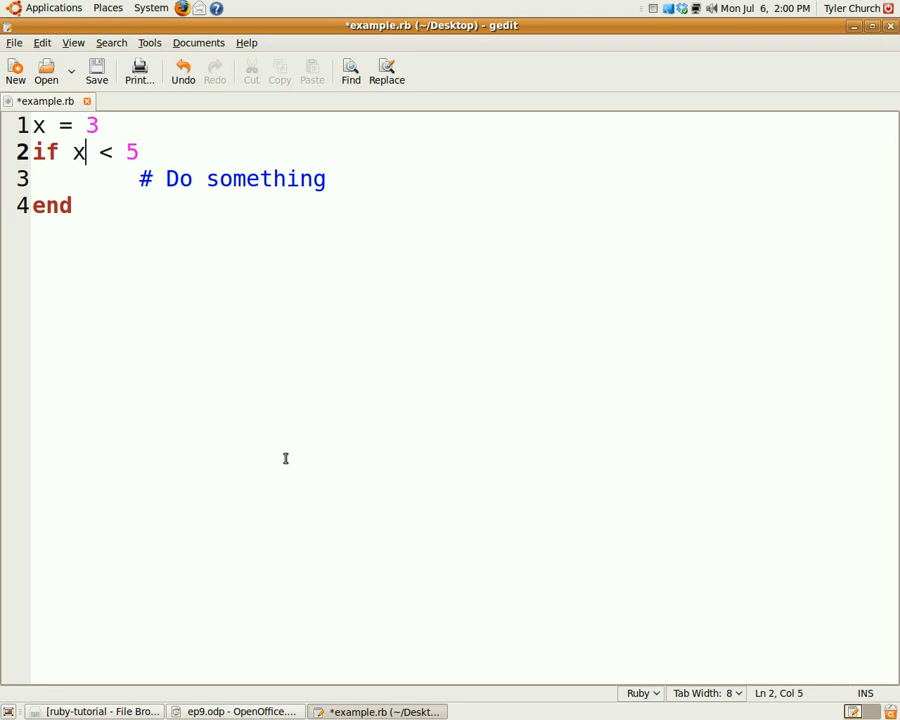 Applications Places System Mon Jul 6, 2:00 PM Tyler Church
*example.rb (~/Desktop) - gedit
File Edit View Search Tools Documents Help
New Open Save Print... Undo Redo Cut Copy Paste Find Replace
*example.rb
1 x = 3
2 if x < 5
3 # Do something
4 end
Ruby Tab Width: 8 Ln 2, Col 5 INS
[ruby-tutorial - File Bro... ep9.odp - OpenOffice.... *example.rb (~/Deskt...